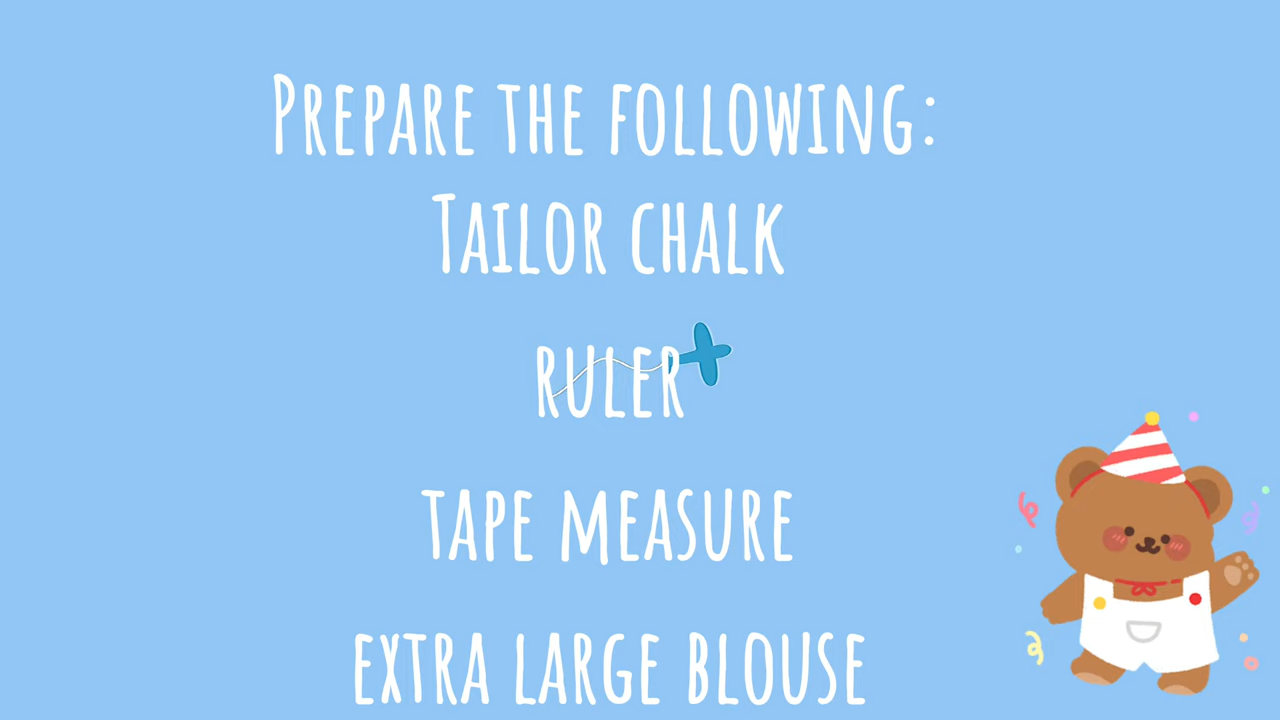 Prepare the following:
Tailor chalk
ruler
tape measure
extra large blouse